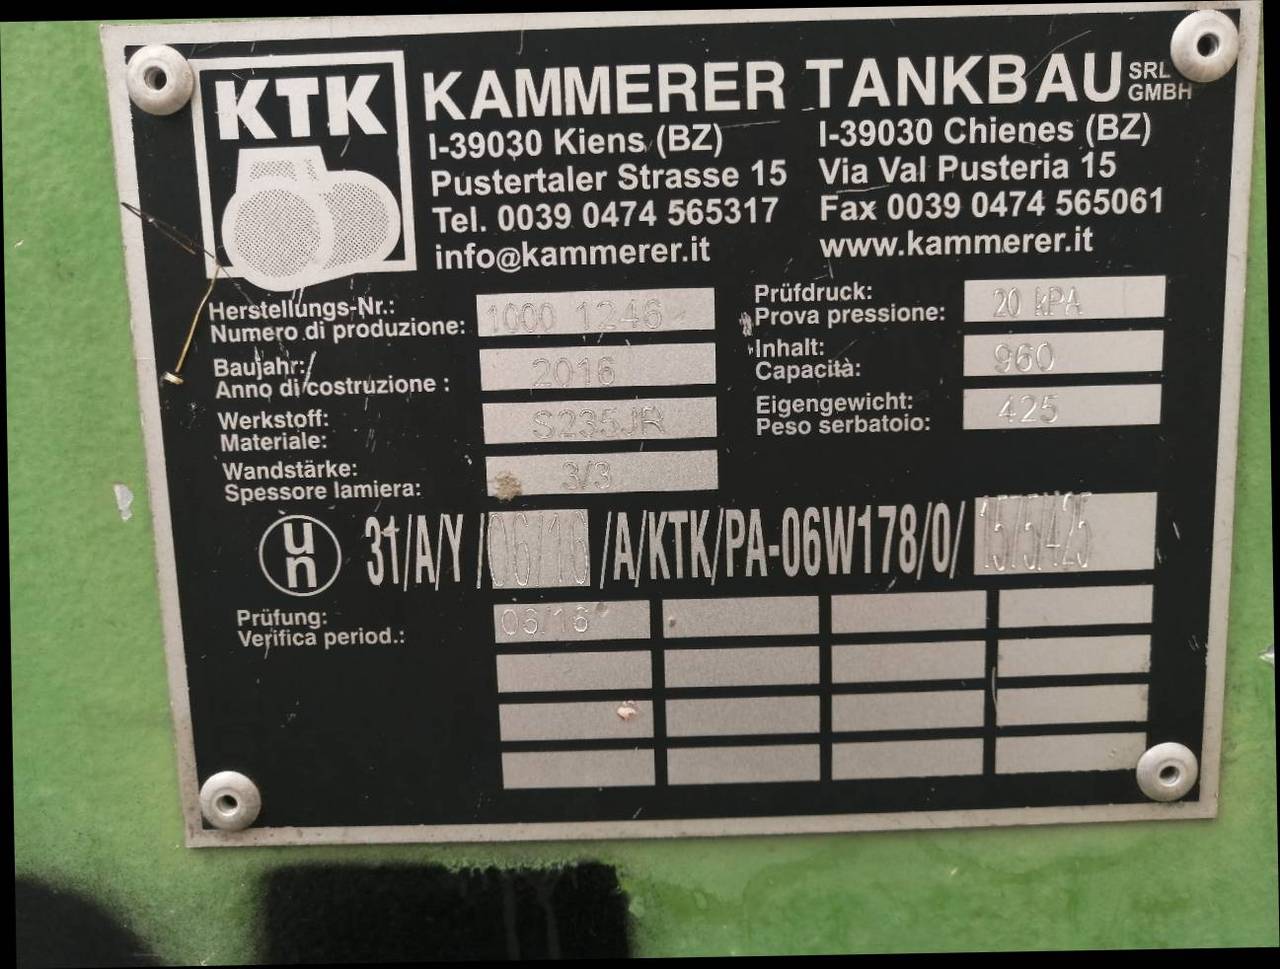 KTK
KAMMERER TANKBAU SRL GMBH
I-39030 Kiens (BZ)
Pustertaler Strasse 15
Tel. 0039 0474 565317
info@kammerer.it
I-39030 Chienes (BZ)
Via Val Pusteria 15
Fax 0039 0474 565061
www.kammerer.it
Herstellungs-Nr.:
Numero di produzione: 1000 1246
Baujahr:
Anno di costruzione : 2016
Werkstoff:
Materiale: S235JR
Wandstärke:
Spessore lamiera: 3/3
Prüfdruck:
Prova pressione: 20 kPA
Inhalt:
Capacità: 960
Eigengewicht:
Peso serbatoio: 425
un 31/A/Y/06/16/A/KTK/PA-06W178/0/1575/425
Prüfung:
Verifica period.: 06/16